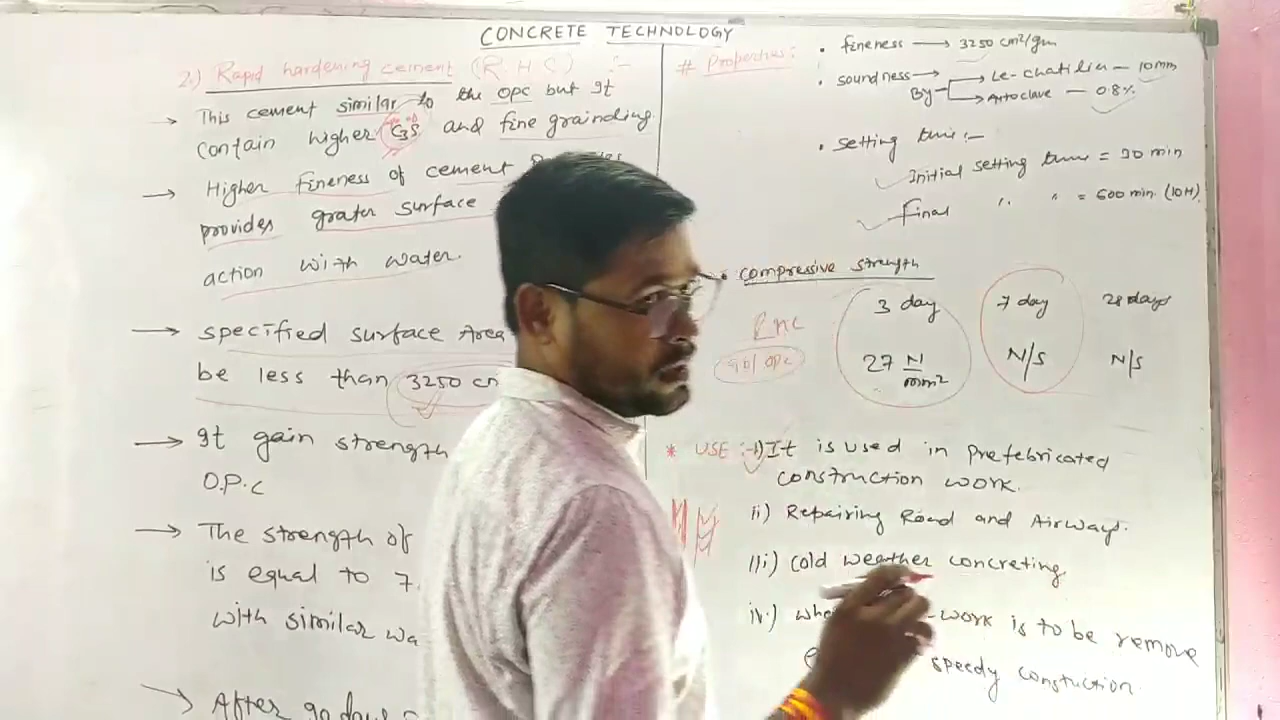 CONCRETE TECHNOLOGY
2.) Rapid hardening cement (R.H.C) :-
→ This cement similar to the OPC but It
contain higher C3S and fine grainding.
→ Higher fineness of cement
provides grater surface
action with water.
→ specified surface Area
be less than 3250 cm
→ It gain strength
O.P.C
→ The strength of
is equal to 7
with similar wa
→ After 90 days
# Properties:
• fineness → 3250 cm²/gm
• soundness → Le-chatilier — 10mm
By → Autoclave — 0.8%
• setting time :-
Initial setting time = 30 min
Final " " = 600 min (10H)
• compressive strength
3 day 7 day 28 days
RHC
27 N/mm² N/S N/S
* USE :- i) It is used in prefebricated
construction work.
ii) Repairing Road and Airways.
iii) cold weather concreting
iv.) whe -work is to be remove
speedy constuction.